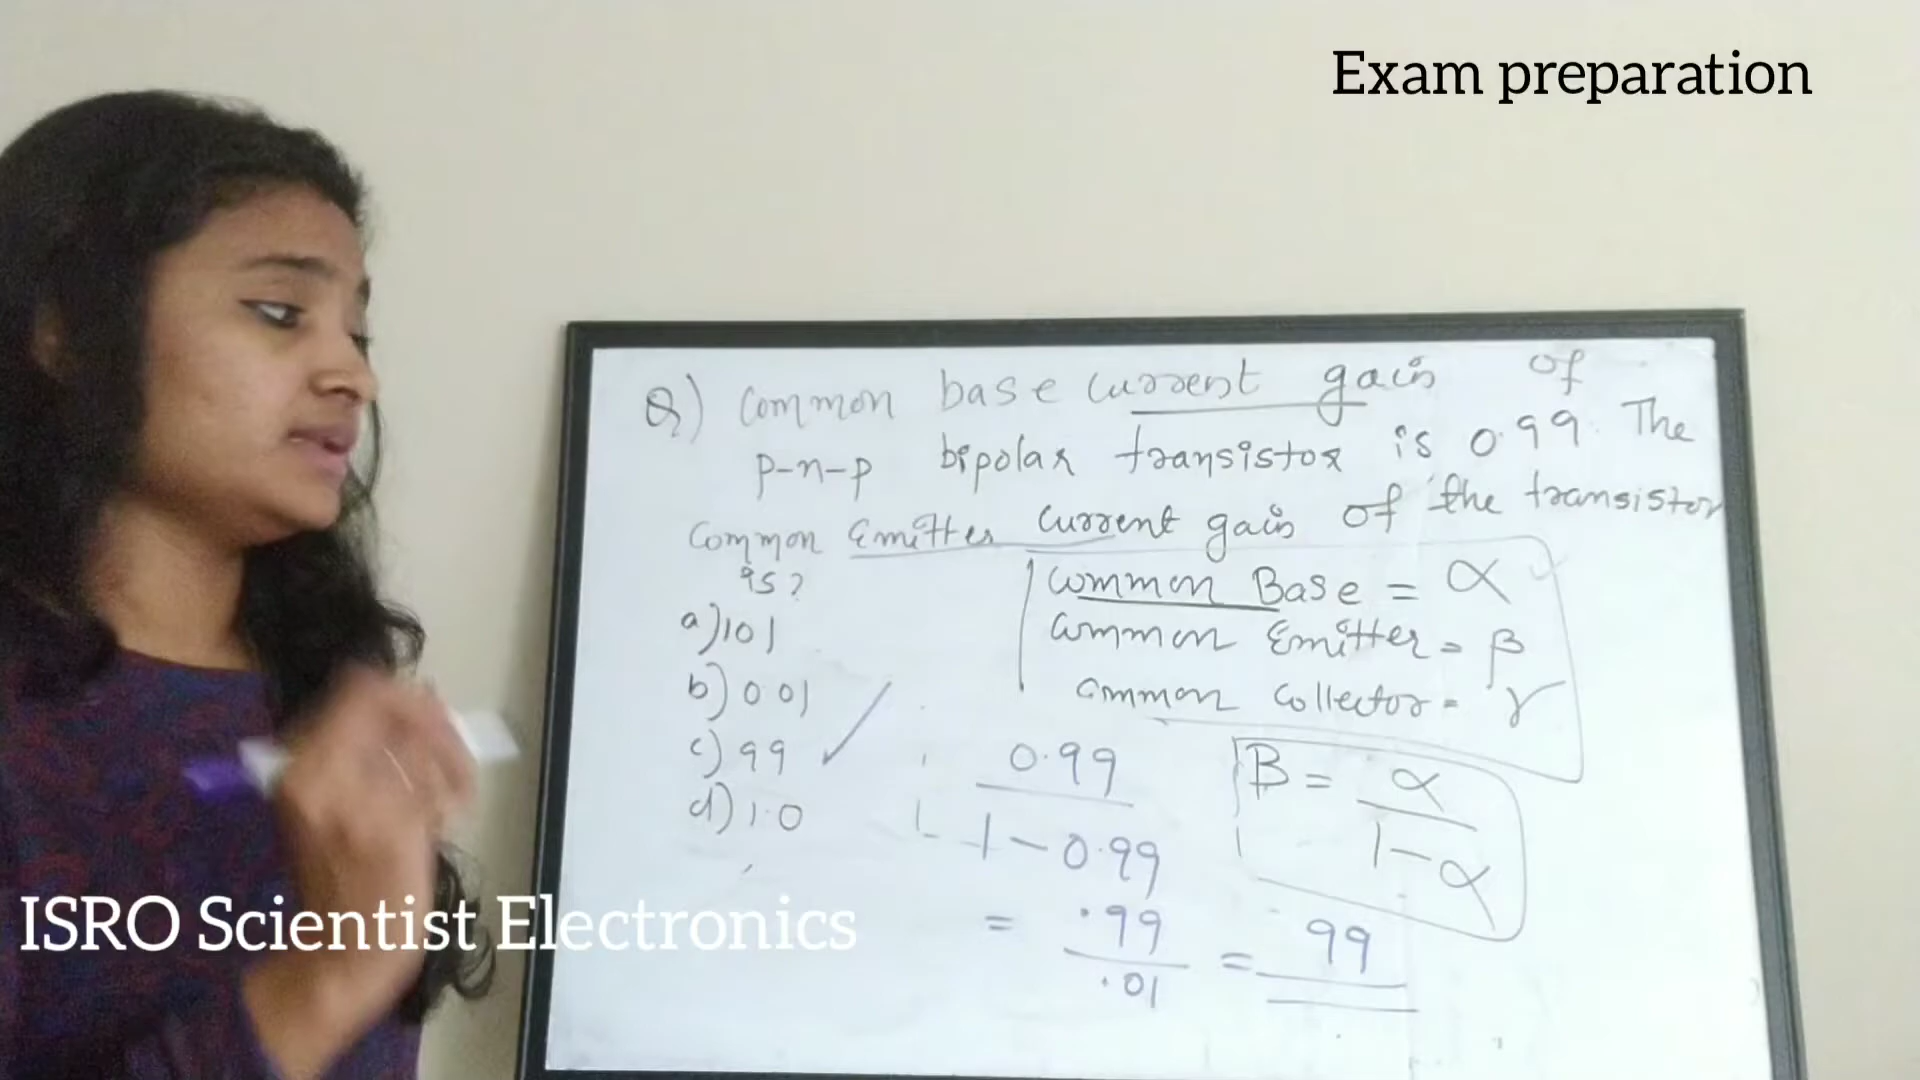 Exam preparation
Q) Common base current gain of
p-n-p bipolar transistor is 0.99. The
Common Emitter current gain of the transistor
is?
a) 101
b) 0.01
c) 99 ✓
d) 1.0
Common Base = α
Common Emitter = β
Common Collector = γ
β = α / 1-α
0.99 / 1-0.99
= .99 / .01 = 99
ISRO Scientist Electronics